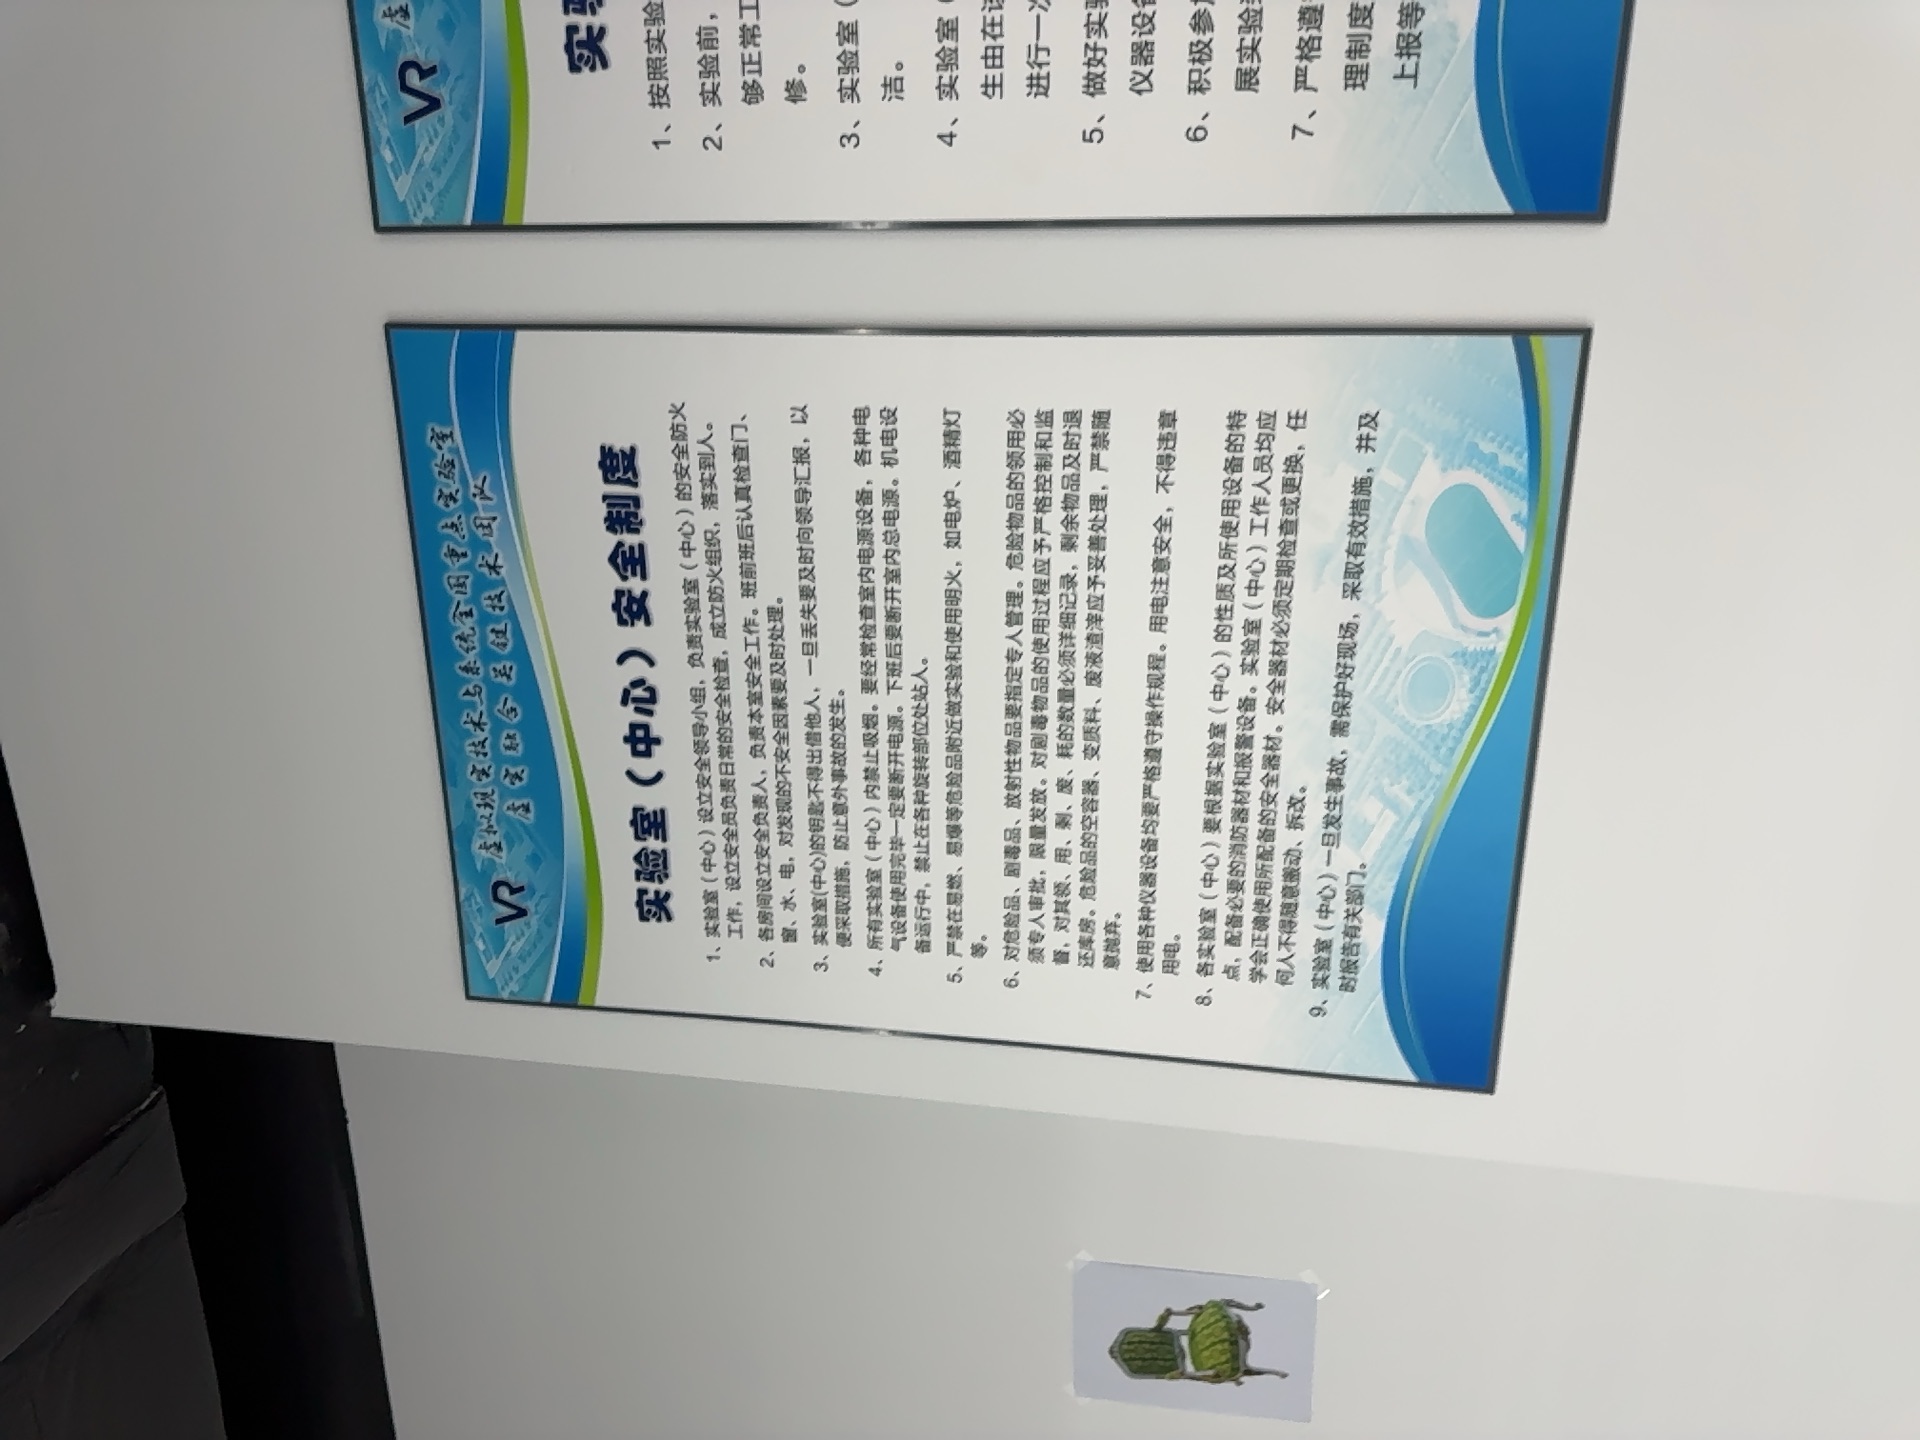 VR 虚拟现实技术与系统全国重点实验室
虚实融合关键技术团队
实验室（中心）安全制度
1、实验室（中心）设立安全领导小组，负责实验室（中心）的安全防火
工作，设立安全员负责日常的安全检查，成立防火组织，落实到人。
2、各房间设立安全负责人，负责本室安全工作。班前班后认真检查门、
窗、水、电，对发现的不安全因素要及时处理。
3、实验室(中心)的钥匙不得出借他人，一旦丢失要及时向领导汇报，以
便采取措施，防止意外事故的发生。
4、所有实验室（中心）内禁止吸烟。要经常检查室内电源设备，各种电
气设备使用完毕一定要断开电源。下班后要断开室内总电源。机电设
备运行中，禁止在各种旋转部位处站人。
5、严禁在易燃、易爆等危险品附近做实验和使用明火，如电炉、酒精灯
等。
6、对危险品、剧毒品、放射性物品要指定专人管理。危险物品的领用必
须专人审批，限量发放。对剧毒物品的使用过程应予严格控制和监
督，对其领、用、剩、废、耗的数量必须详细记录，剩余物品及时退
还库房。危险品的空容器、变质料、废液渣滓应予妥善处理，严禁随
意抛弃。
7、使用各种仪器设备均要严格遵守操作规程。用电注意安全，不得违章
用电。
8、各实验室（中心）要根据实验室（中心）的性质及所使用设备的特
点，配备必要的消防器材和报警设备。实验室（中心）工作人员均应
学会正确使用所配备的安全器材。安全器材必须定期检查或更换，任
何人不得随意搬动、拆改。
9、实验室（中心）一旦发生事故，需保护好现场，采取有效措施，并及
时报告有关部门。
VR 虚
实验
1、按照实验
2、实验前，
够正常工
修。
3、实验室（
洁。
4、实验室（
生由在该
进行一次
5、做好实验
仪器设备
6、积极参加
展实验
7、严格遵守
理制度
上报等